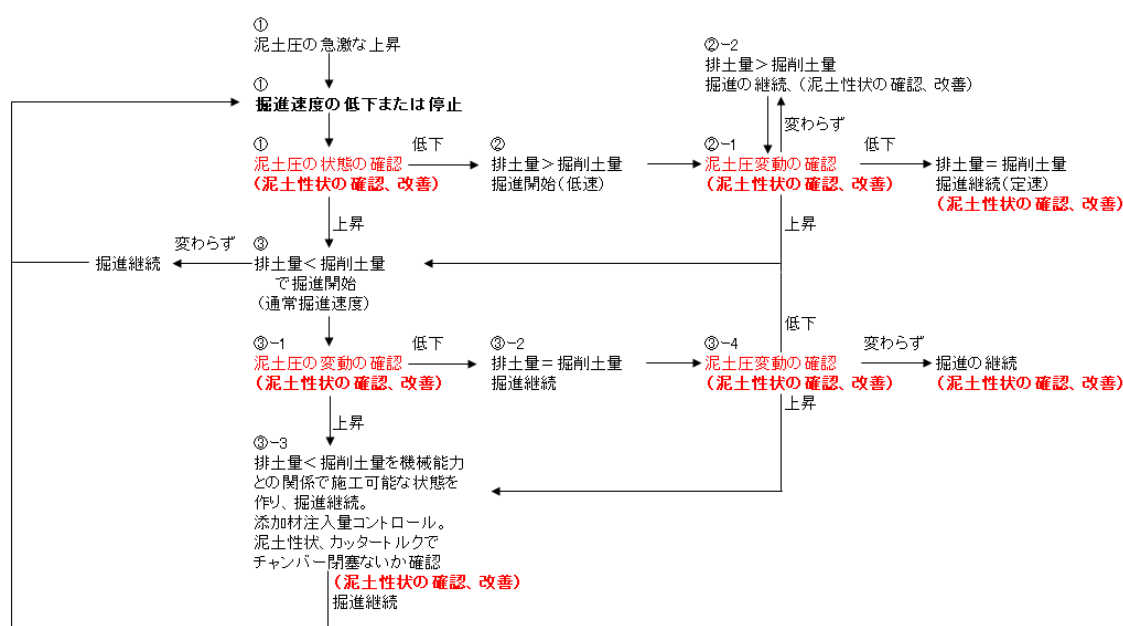 ①
泥土圧の急激な上昇
①
掘進速度の低下または停止
①
泥土圧の状態の確認
(泥土性状の確認、改善)
低下
②
排土量＞掘削土量
掘進開始(低速)
②-2
排土量＞掘削土量
掘進の継続、(泥土性状の確認、改善)
変わらず
②-1
泥土圧変動の確認
(泥土性状の確認、改善)
低下
排土量＝掘削土量
掘進継続(定速)
(泥土性状の確認、改善)
上昇
上昇
変わらず
掘進継続
③
排土量＜掘削土量
で掘進開始
(通常掘進速度)
③-1
泥土圧の変動の確認
(泥土性状の確認、改善)
低下
③-2
排土量＝掘削土量
掘進継続
低下
③-4
泥土圧変動の確認
(泥土性状の確認、改善)
変わらず
掘進の継続
(泥土性状の確認、改善)
上昇
上昇
③-3
排土量＜掘削土量を機械能力
との関係で施工可能な状態を
作り、掘進継続。
添加材注入量コントロール。
泥土性状、カッタートルクで
チャンバー閉塞ないか確認
(泥土性状の確認、改善)
掘進継続